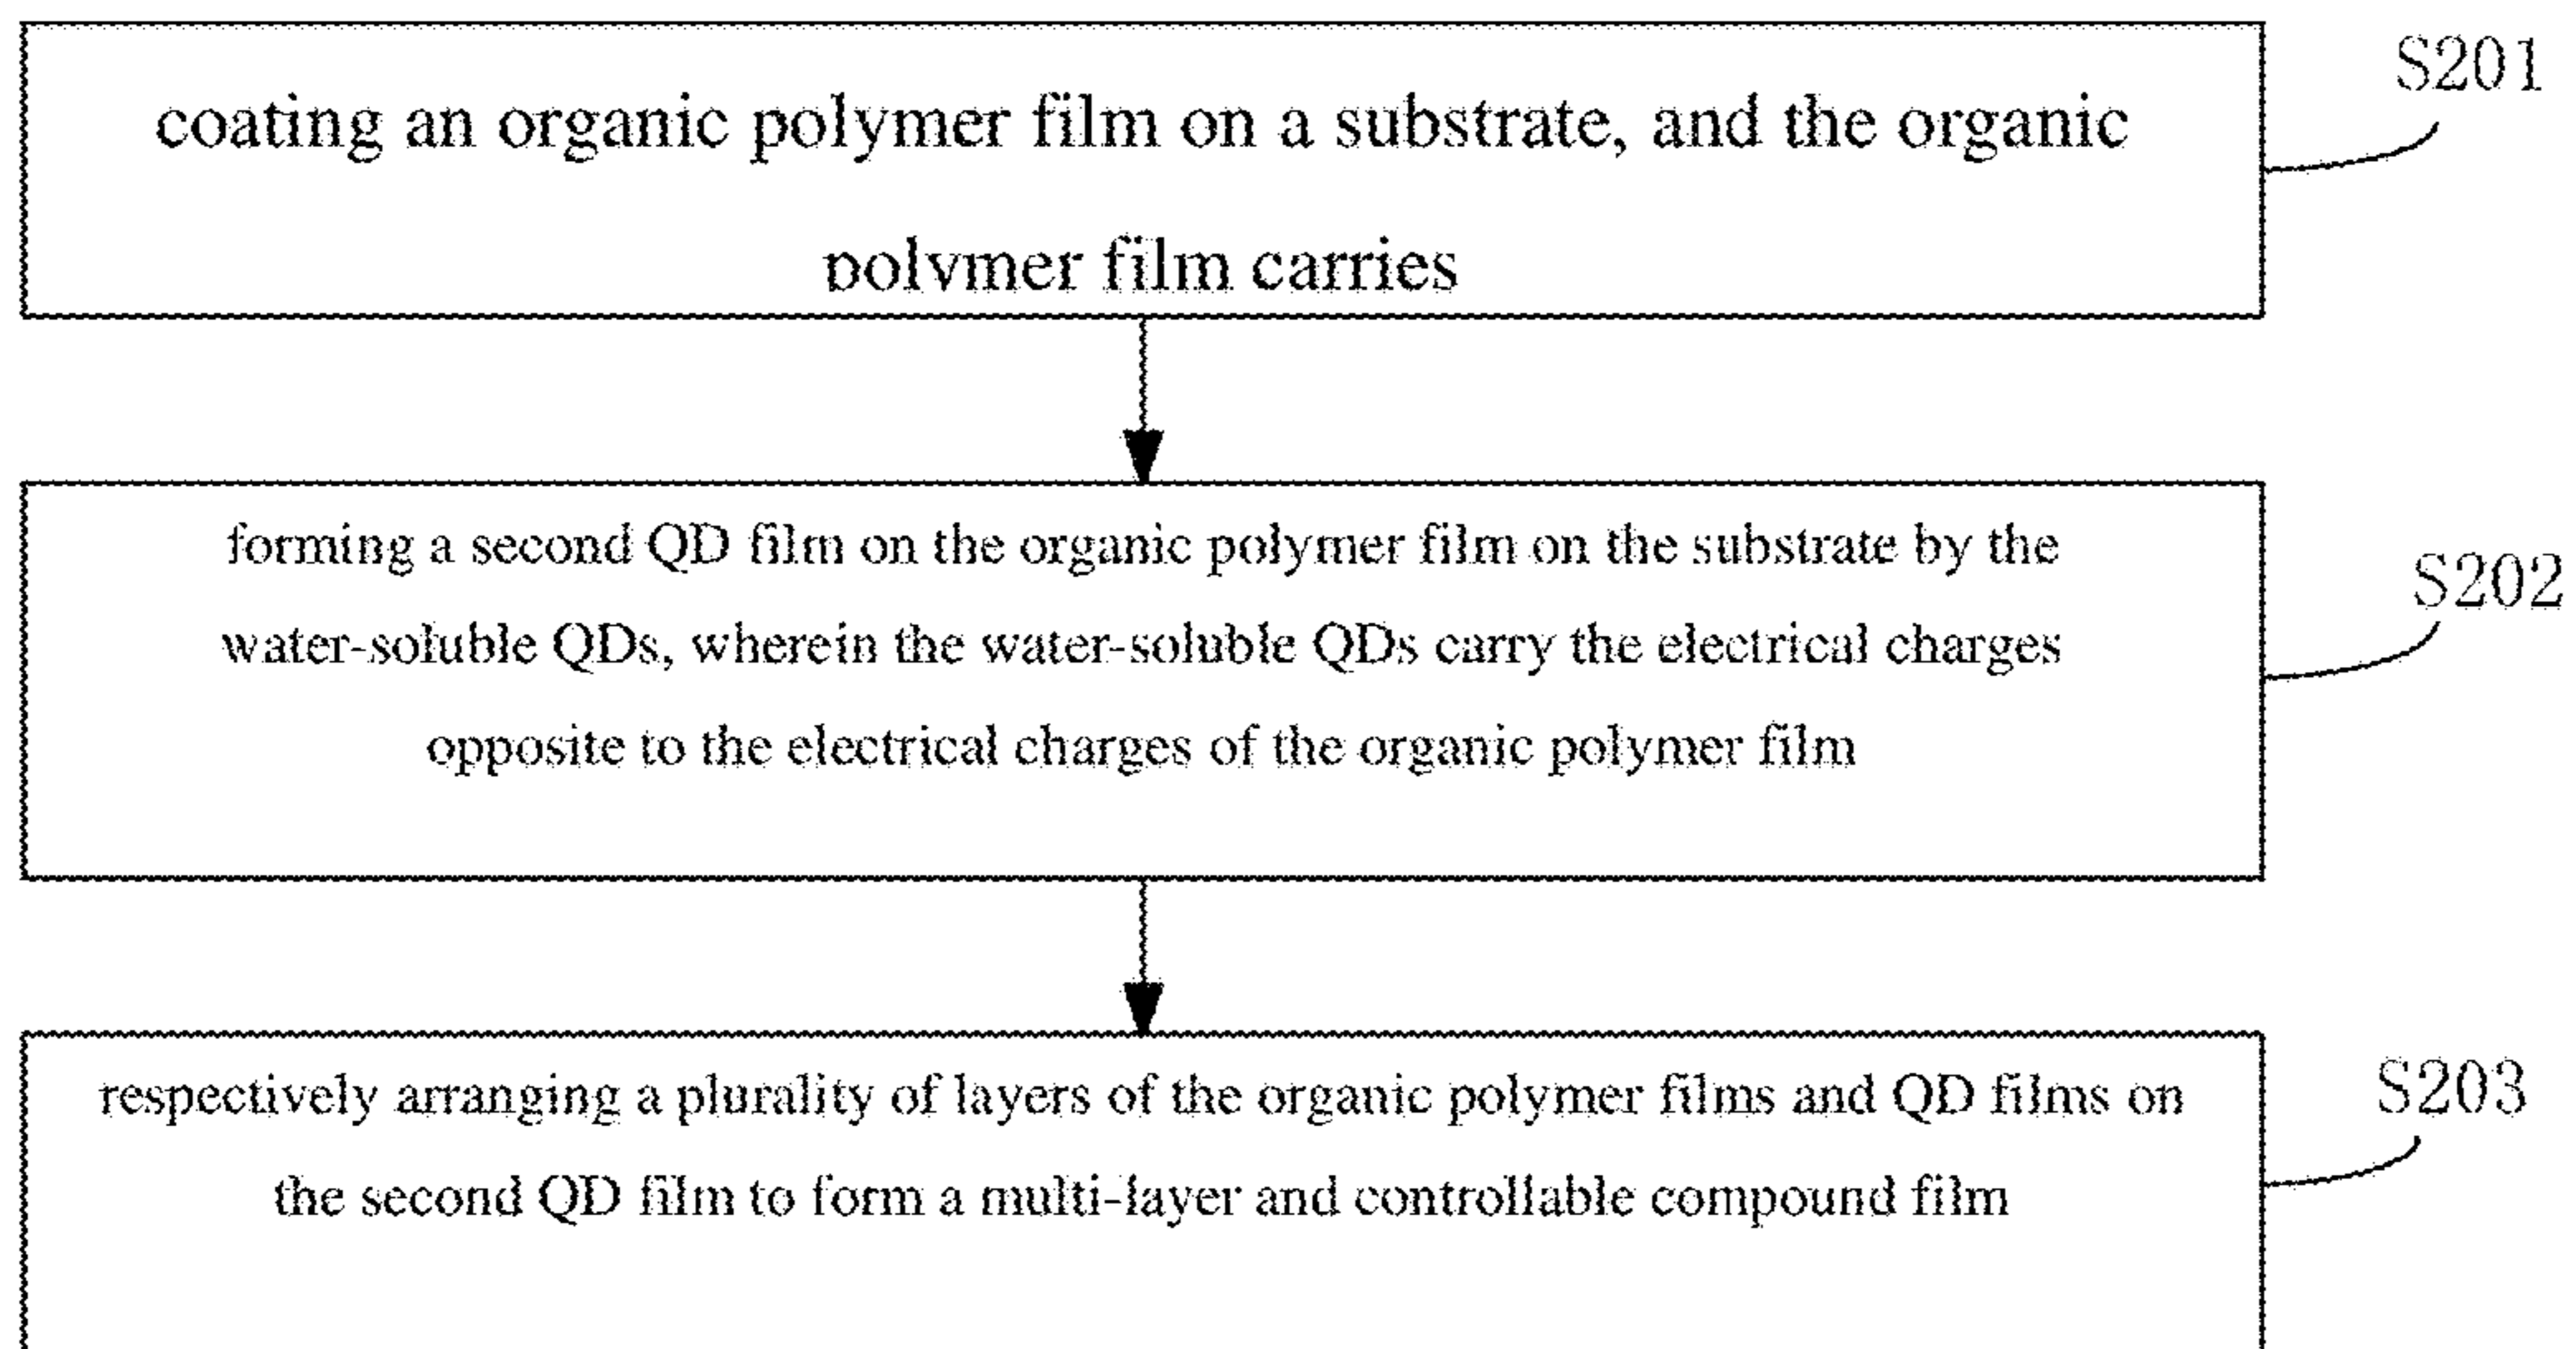 coating an organic polymer film on a substrate, and the organic
S201
polymer film carries
forming a second QD film on the organic polymer film on the substrate by the
S202
water-soluble QDs, wherein the water-soluble QDs carry the electrical charges
opposite to the electrical charges of the organic polymer film
respectively arranging a plurality of layers of the organic polymer films and QD films on
S203
the second QD film to form a multi-layer and controllable compound film